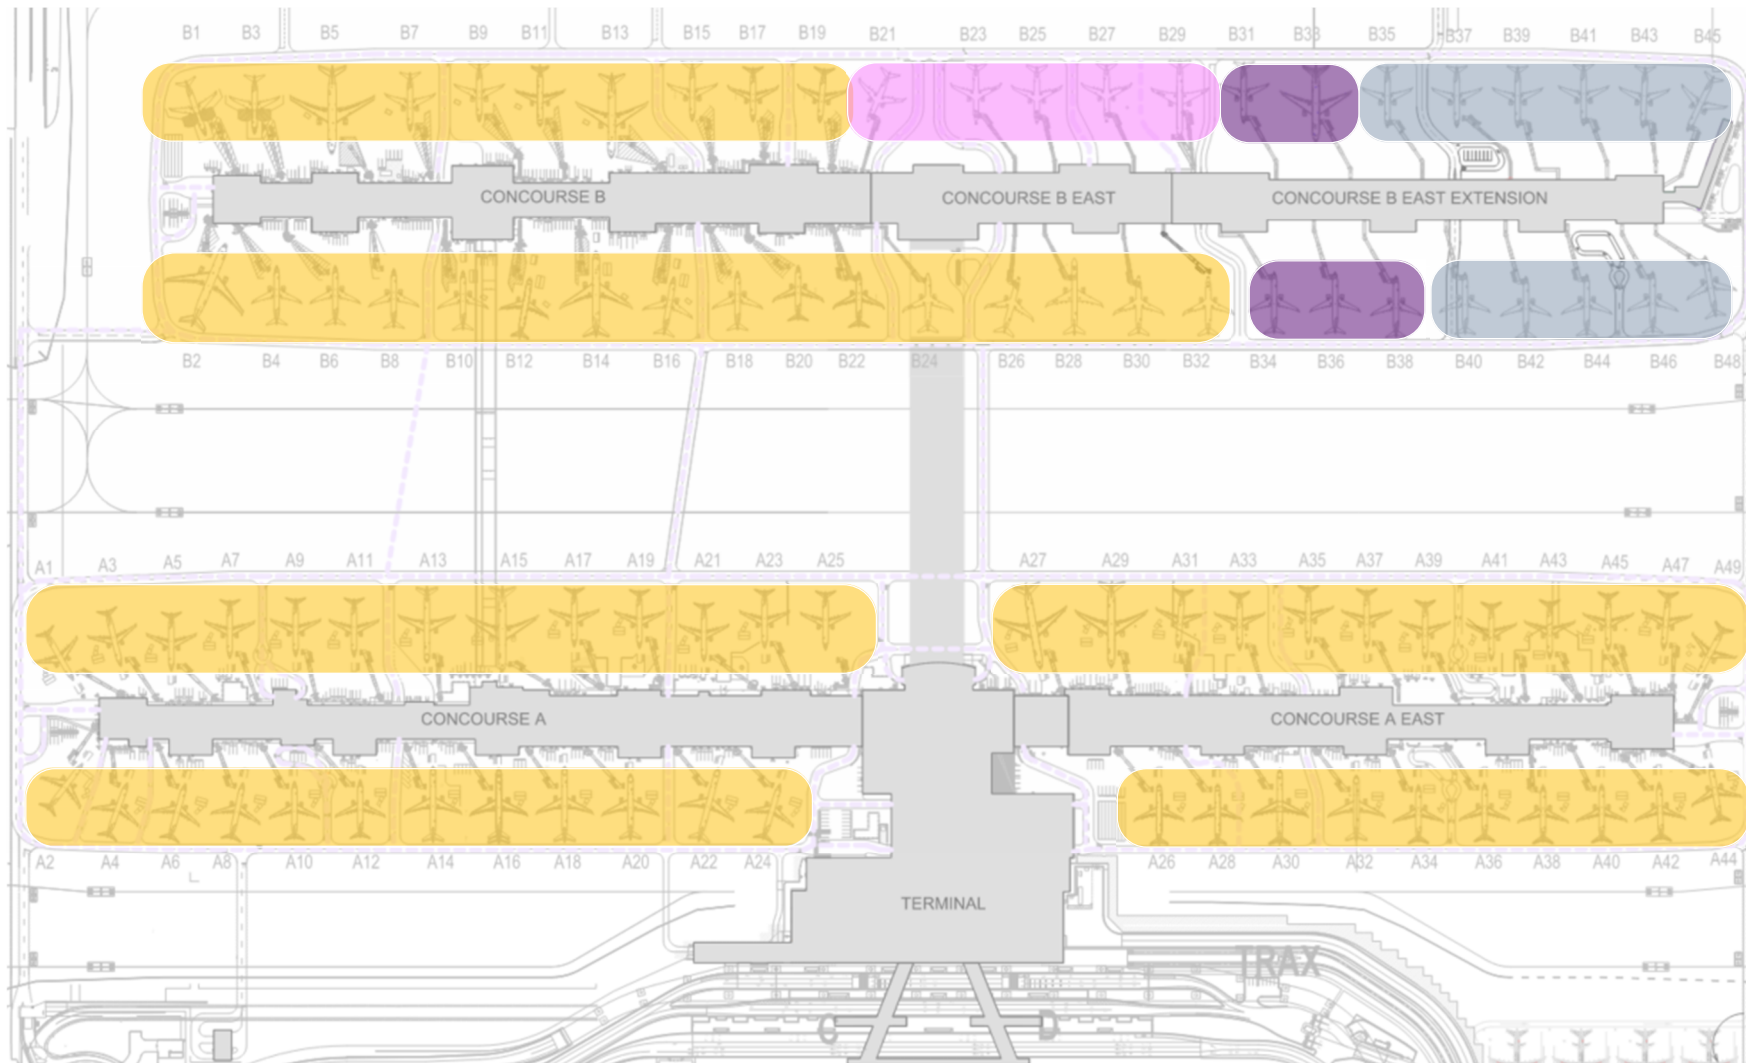 B1 B3 B5 B7 B9 B11 B13 B15 B17 B19 B21 B23 B25 B27 B29 B31 B33 B35 B37 B39 B41 B43 B45
CONCOURSE B CONCOURSE B EAST CONCOURSE B EAST EXTENSION
B2 B4 B6 B8 B10 B12 B14 B16 B18 B20 B22 B24 B26 B28 B30 B32 B34 B36 B38 B40 B42 B44 B46 B48
A1 A3 A5 A7 A9 A11 A13 A15 A17 A19 A21 A23 A25 A27 A29 A31 A33 A35 A37 A39 A41 A43 A45 A47 A49
CONCOURSE A CONCOURSE A EAST
A2 A4 A6 A8 A10 A12 A14 A16 A18 A20 A22 A24 A26 A28 A30 A32 A34 A36 A38 A40 A42 A44
TERMINAL
TRAX